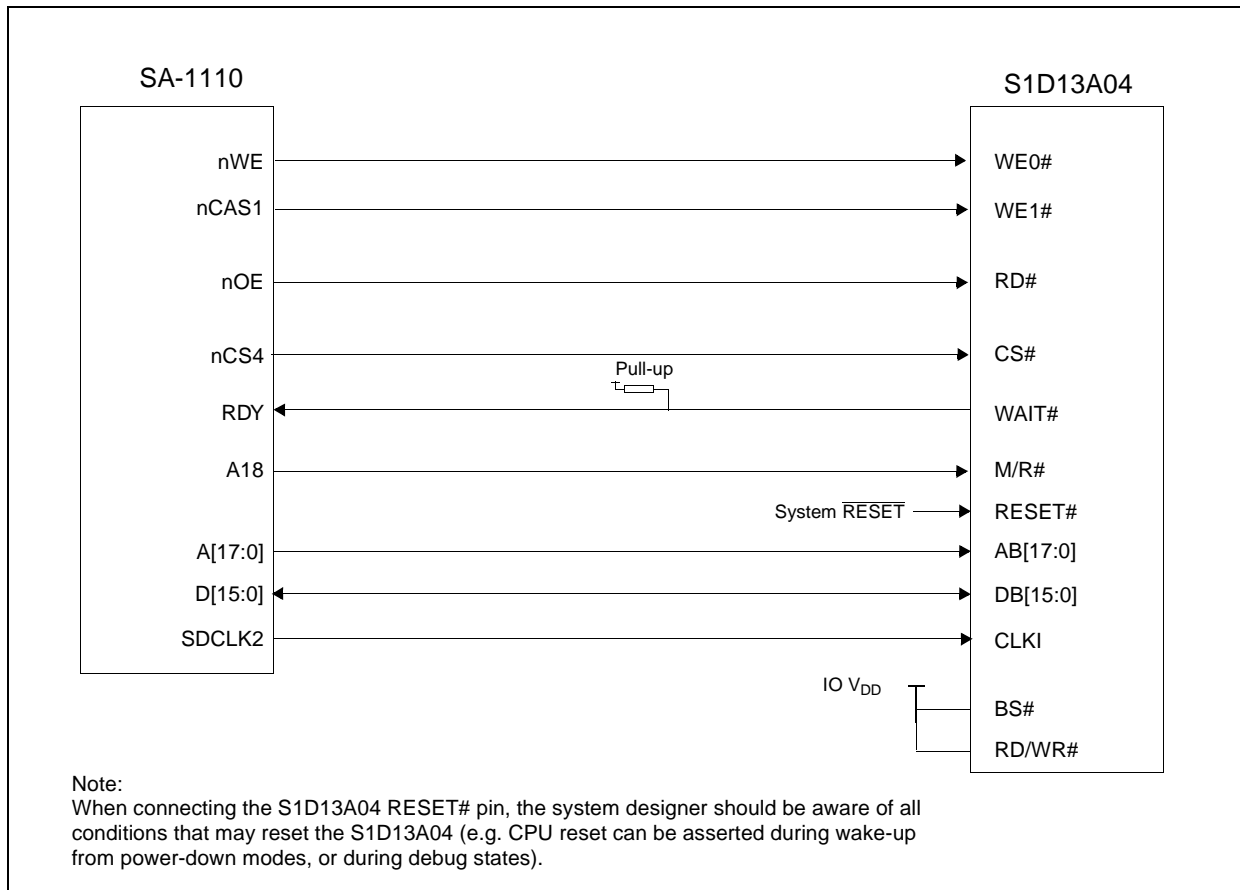 SA-1110
S1D13A04
nWE
WE0#
nCAS1
WE1#
nOE
RD#
nCS4
CS#
Pull-up
RDY
WAIT#
A18
M/R#
System RESET
RESET#
A[17:0]
AB[17:0]
D[15:0]
DB[15:0]
SDCLK2
CLKI
IO VDD
BS#
RD/WR#
Note:
When connecting the S1D13A04 RESET# pin, the system designer should be aware of all
conditions that may reset the S1D13A04 (e.g. CPU reset can be asserted during wake-up
from power-down modes, or during debug states).